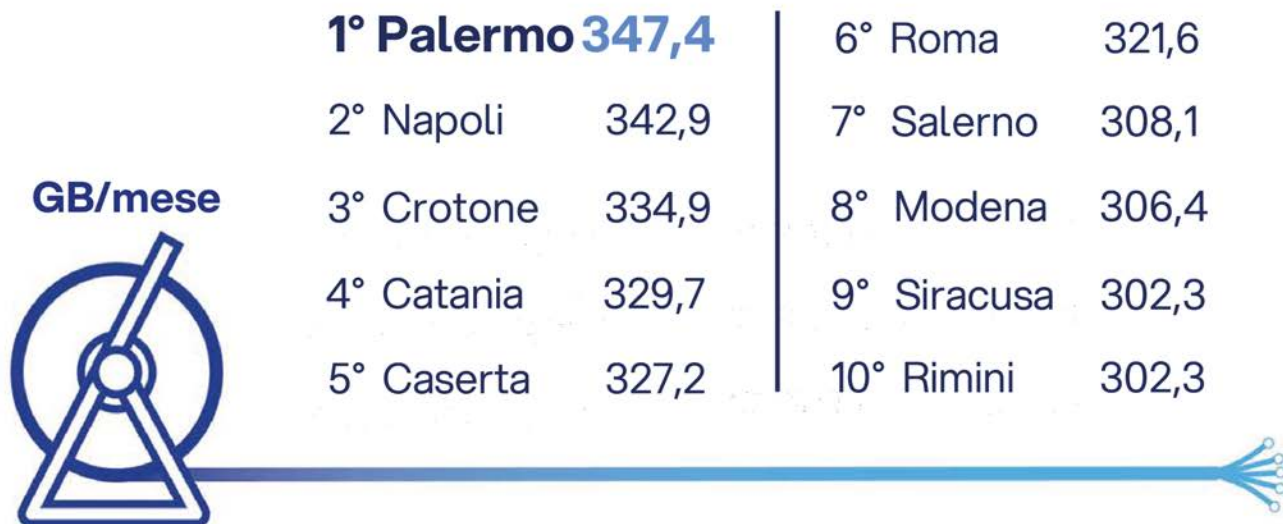 GB/mese
1° Palermo 347,4
2° Napoli 342,9
3° Crotone 334,9
4° Catania 329,7
5° Caserta 327,2
6° Roma 321,6
7° Salerno 308,1
8° Modena 306,4
9° Siracusa 302,3
10° Rimini 302,3